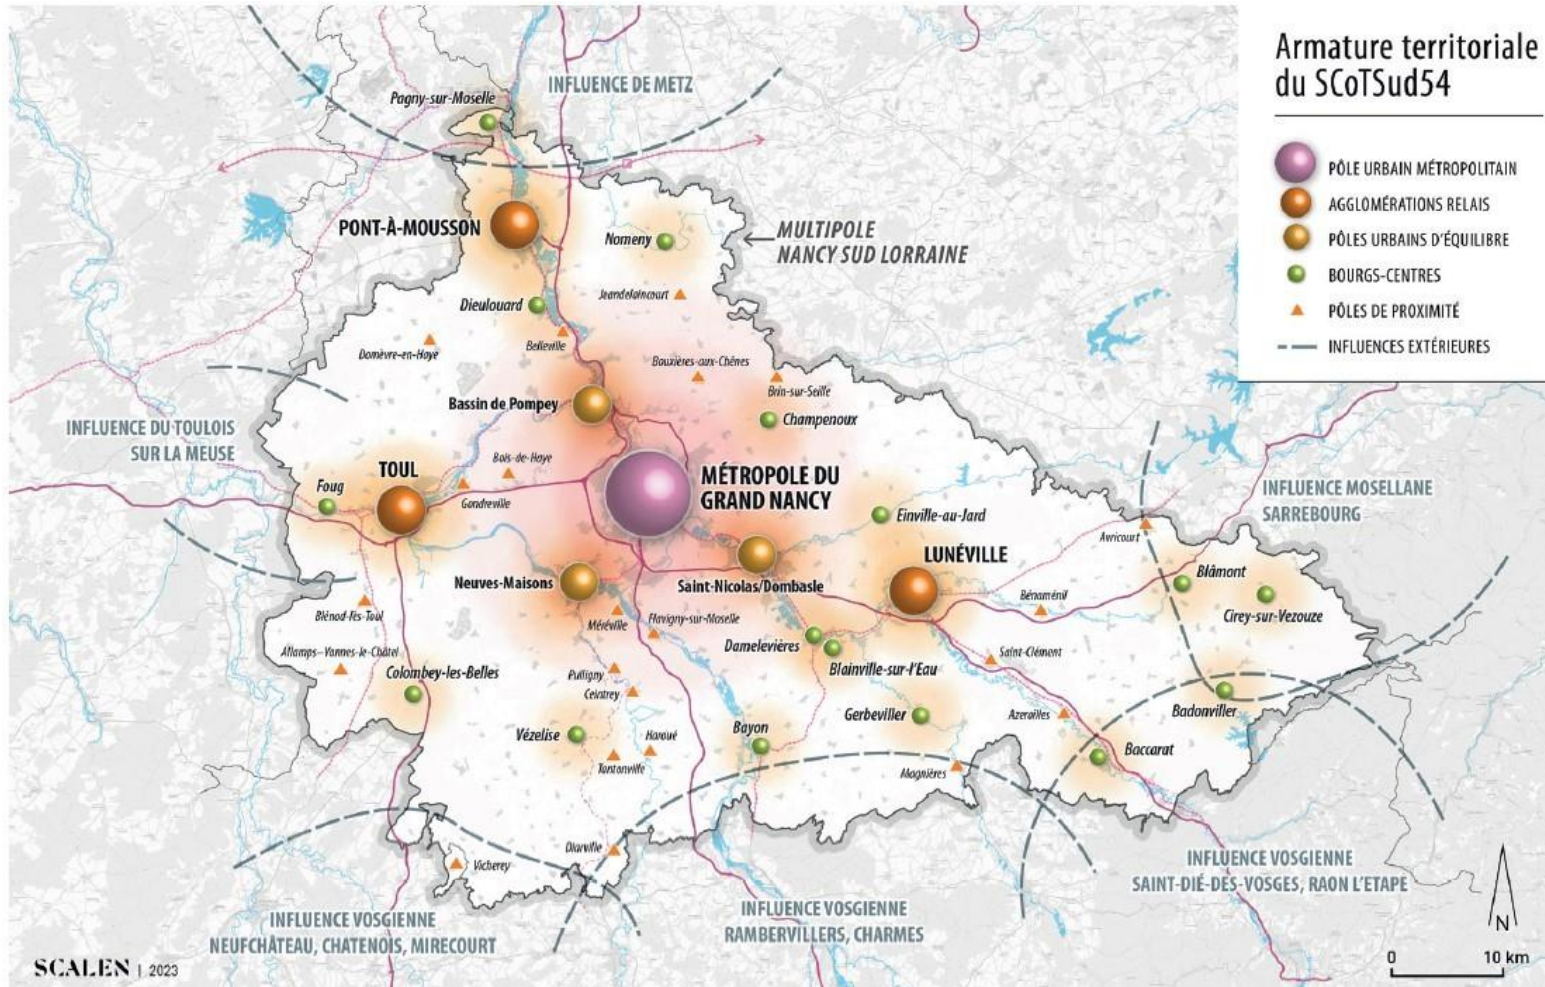 Armature territoriale
du SCoTSud54
PÔLE URBAIN MÉTROPOLITAIN
AGGLOMÉRATIONS RELAIS
PÔLES URBAINS D'ÉQUILIBRE
BOURGS-CENTRES
PÔLES DE PROXIMITÉ
INFLUENCES EXTÉRIEURES
INFLUENCE DE METZ
Pagny-sur-Moselle
PONT-À-MOUSSON
Nomeny
MULTIPOLE
NANCY SUD LORRAINE
Dieulouard
Jeandelaincourt
Domèvre-en-Haye
Belleville
Bouxières-aux-Chênes
Brin-sur-Seille
Bassin de Pompey
Champenoux
INFLUENCE DU TOULOIS
SUR LA MEUSE
TOUL
Bois-de-Haye
MÉTROPOLE DU
GRAND NANCY
Foug
Gondreville
Einville-au-Jard
INFLUENCE MOSELLANE
SARREBOURG
Avricourt
LUNÉVILLE
Neuves-Maisons
Saint-Nicolas/Dombasle
Blâmont
Cirey-sur-Vezouze
Bénaménil
Blénod-lès-Toul
Méréville
Flavigny-sur-Moselle
Damelevières
Blainville-sur-l'Eau
Saint-Clément
Allamps-Vannes-le-Châtel
Colombey-les-Belles
Pulligny
Ceintrey
Gerbeviller
Azerailles
Badonviller
Vézelise
Haroué
Bayon
Baccarat
Tantonville
Magnières
Diarville
Vicherey
INFLUENCE VOSGIENNE
SAINT-DIÉ-DES-VOSGES, RAON L'ETAPE
INFLUENCE VOSGIENNE
NEUFCHÂTEAU, CHATENOIS, MIRECOURT
INFLUENCE VOSGIENNE
RAMBERVILLERS, CHARMES
N
0 10 km
SCALEN | 2023